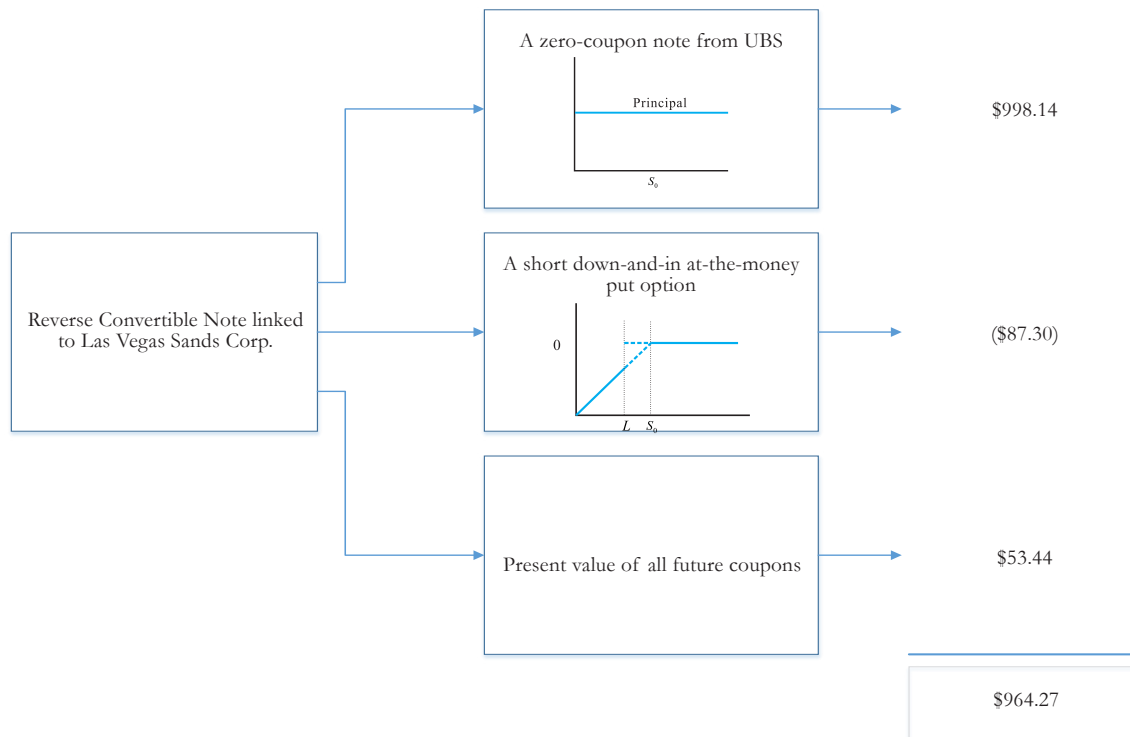 A zero-coupon note from UBS
Principal
S₀
$998.14
Reverse Convertible Note linked
to Las Vegas Sands Corp.
A short down-and-in at-the-money
put option
0
L S₀
($87.30)
Present value of all future coupons
$53.44
$964.27